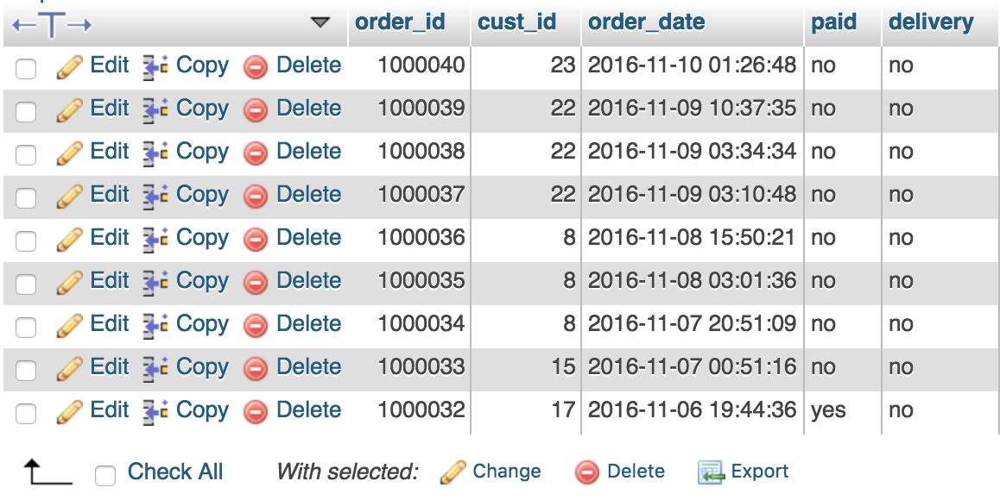 order_id cust_id order_date paid delivery
Edit Copy Delete 1000040 23 2016-11-10 01:26:48 no no
Edit Copy Delete 1000039 22 2016-11-09 10:37:35 no no
Edit Copy Delete 1000038 22 2016-11-09 03:34:34 no no
Edit Copy Delete 1000037 22 2016-11-09 03:10:48 no no
Edit Copy Delete 1000036 8 2016-11-08 15:50:21 no no
Edit Copy Delete 1000035 8 2016-11-08 03:01:36 no no
Edit Copy Delete 1000034 8 2016-11-07 20:51:09 no no
Edit Copy Delete 1000033 15 2016-11-07 00:51:16 no no
Edit Copy Delete 1000032 17 2016-11-06 19:44:36 yes no
Check All With selected: Change Delete Export